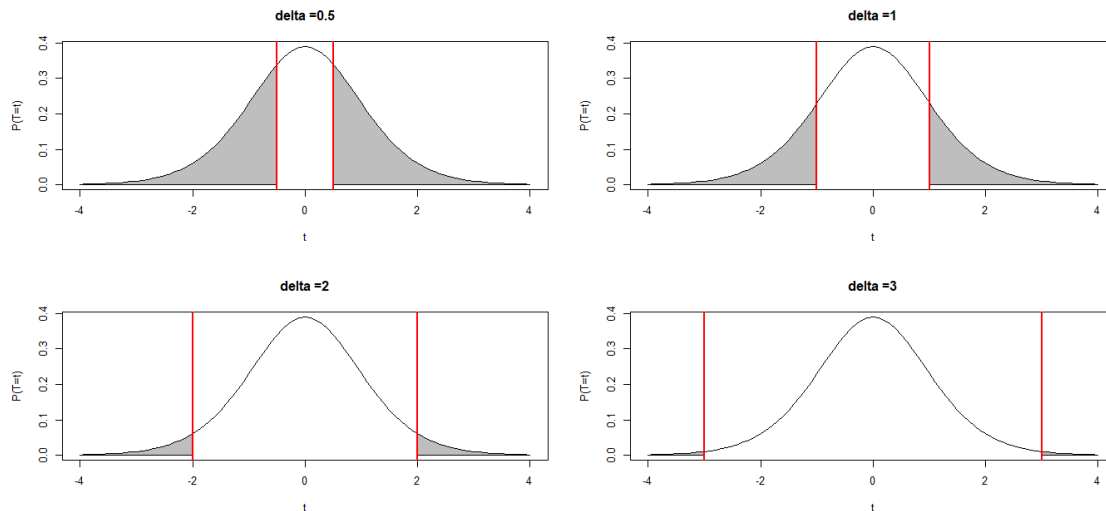 delta =0.5
P(T=t)
0.0 0.1 0.2 0.3 0.4
-4 -2 0 2 4
t
delta =1
P(T=t)
0.0 0.1 0.2 0.3 0.4
-4 -2 0 2 4
t
delta =2
P(T=t)
0.0 0.1 0.2 0.3 0.4
-4 -2 0 2 4
t
delta =3
P(T=t)
0.0 0.1 0.2 0.3 0.4
-4 -2 0 2 4
t